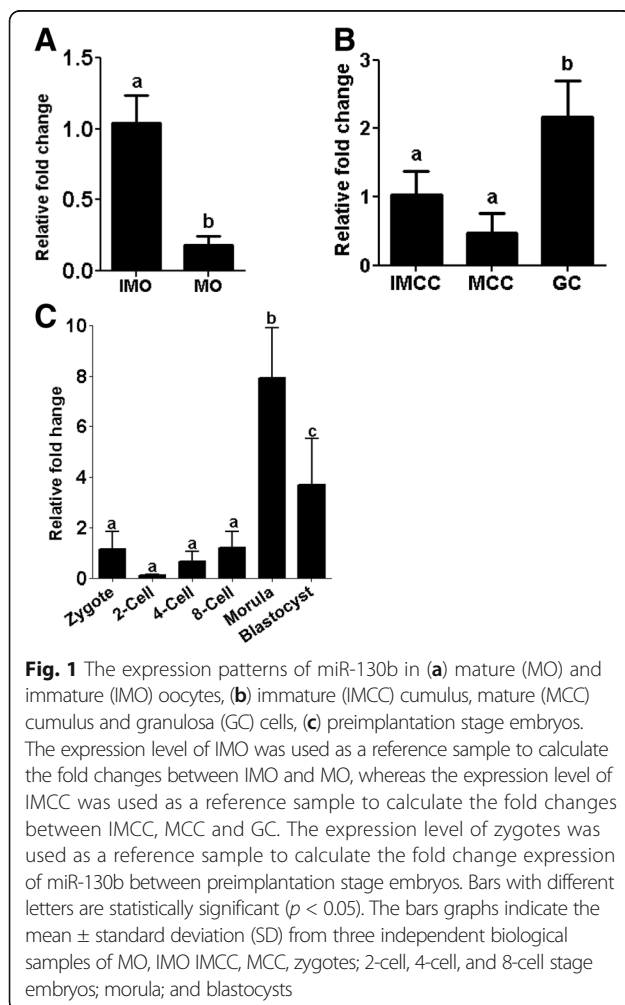 A
Relative fold change
1.5
1.0
0.5
0.0
a
b
IMO
MO
B
Relative fold change
3
2
1
0
a
a
b
IMCC
MCC
GC
C
Relative fold hange
10
8
6
4
2
0
a
a
a
a
b
c
Zygote
2-Cell
4-Cell
8-Cell
Morula
Blastocyst
Fig. 1 The expression patterns of miR-130b in (a) mature (MO) and
immature (IMO) oocytes, (b) immature (IMCC) cumulus, mature (MCC)
cumulus and granulosa (GC) cells, (c) preimplantation stage embryos.
The expression level of IMO was used as a reference sample to calculate
the fold changes between IMO and MO, whereas the expression level of
IMCC was used as a reference sample to calculate the fold changes
between IMCC, MCC and GC. The expression level of zygotes was
used as a reference sample to calculate the fold change expression
of miR-130b between preimplantation stage embryos. Bars with different
letters are statistically significant (p < 0.05). The bars graphs indicate the
mean ± standard deviation (SD) from three independent biological
samples of MO, IMO IMCC, MCC, zygotes; 2-cell, 4-cell, and 8-cell stage
embryos; morula; and blastocysts